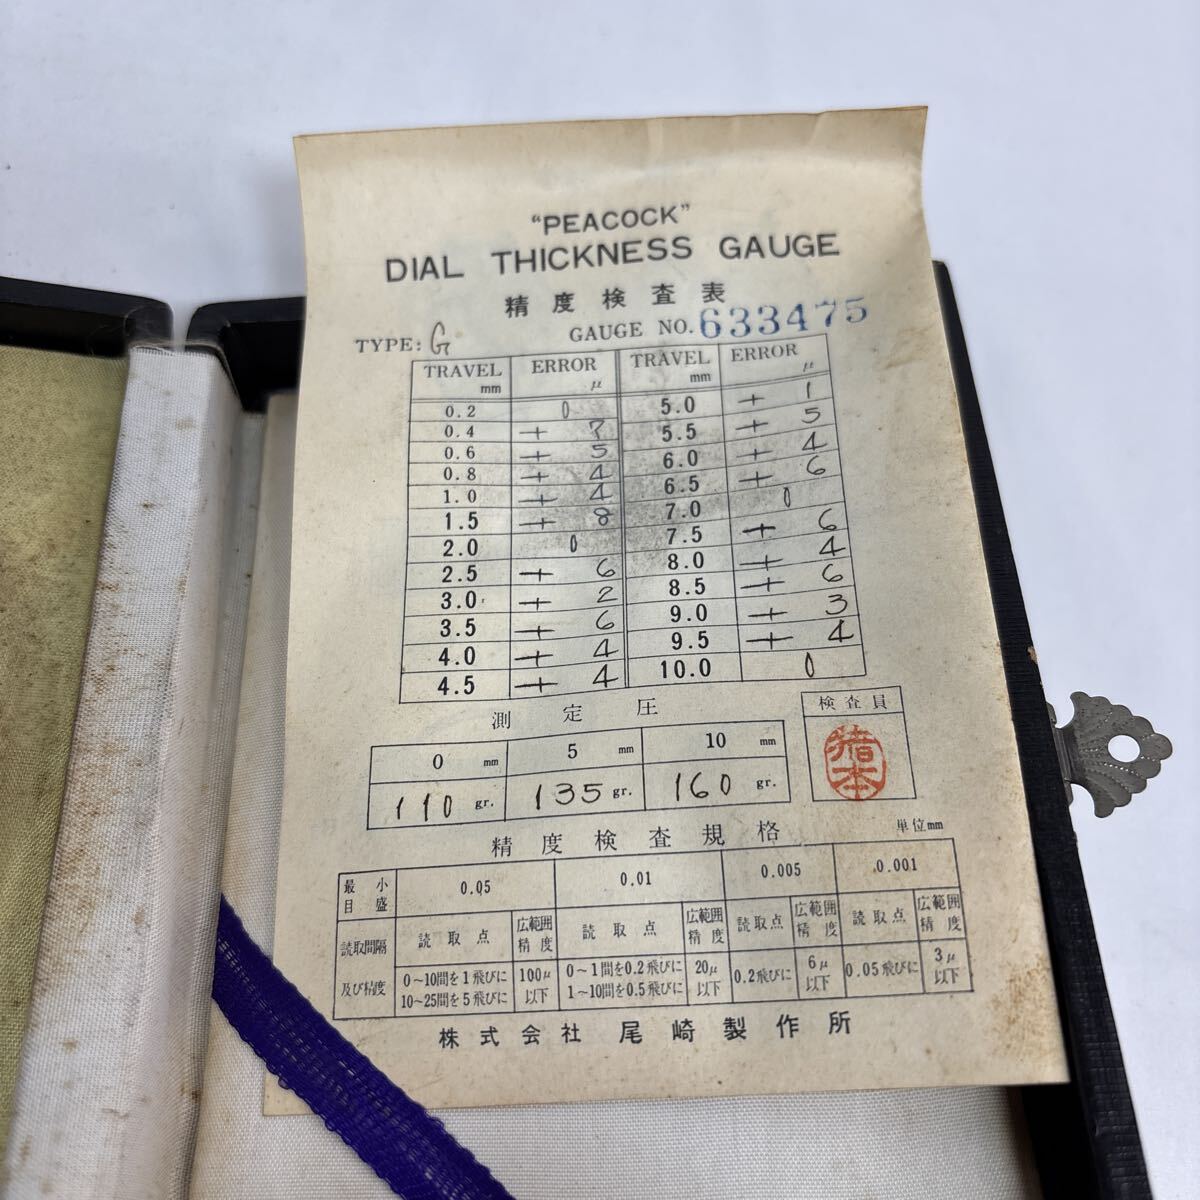 “PEACOCK”
DIAL THICKNESS GAUGE
精度検査表
TYPE: G GAUGE NO. 633475
TRAVEL mm ERROR μ TRAVEL mm ERROR μ
0.2 0 5.0 + 1
0.4 + 7 5.5 + 5
0.6 + 5 6.0 + 4
0.8 + 4 6.5 + 6
1.0 + 4 7.0 0
1.5 + 8 7.5 + 6
2.0 0 8.0 + 4
2.5 + 6 8.5 + 6
3.0 + 2 9.0 + 3
3.5 + 6 9.5 + 4
4.0 + 4 10.0 0
4.5 + 4
測定圧
0 mm 5 mm 10 mm
110 gr. 135 gr. 160 gr.
検査員
猪本
精度検査規格 単位mm
最小目盛 0.05 0.01 0.005 0.001
読取間隔及び精度 読取点 広範囲精度 読取点 広範囲精度 読取点 広範囲精度 読取点 広範囲精度
0~10間を1飛びに 100μ 0~1間を0.2飛びに 20μ 0.2飛びに 6μ 0.05飛びに 3μ
10~25間を5飛びに 以下 1~10間を0.5飛びに 以下 以下 以下
株式会社 尾崎製作所